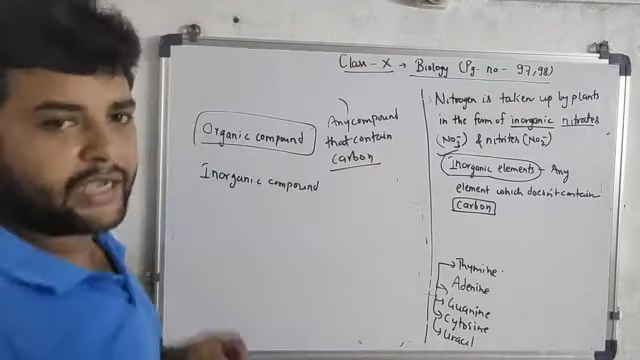 Class-X → Biology (Pg. no - 97,98)
Organic compound
Any compound
that contain
carbon
Inorganic compound
Nitrogen is taken up by plants
in the form of inorganic nitrates
(NO3-) & nitrites (NO2-)
Inorganic elements - Any
element which doesn't contain
carbon
Thymine
Adenine
Guanine
Cytosine
Uracil